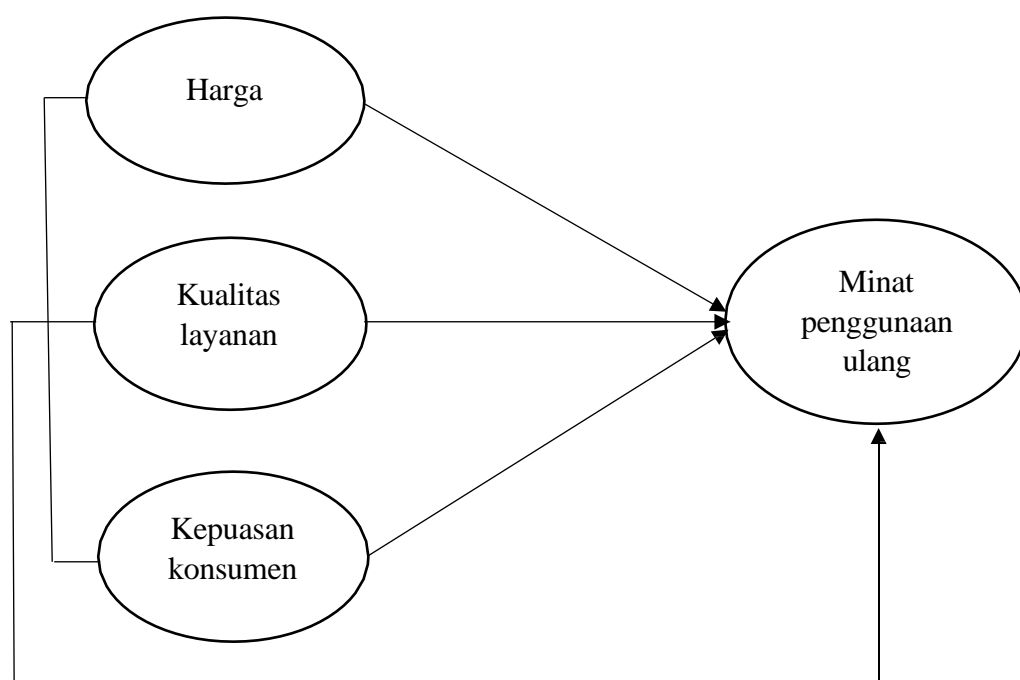 Harga
Kualitas
layanan
Minat
penggunaan
ulang
Kepuasan
konsumen